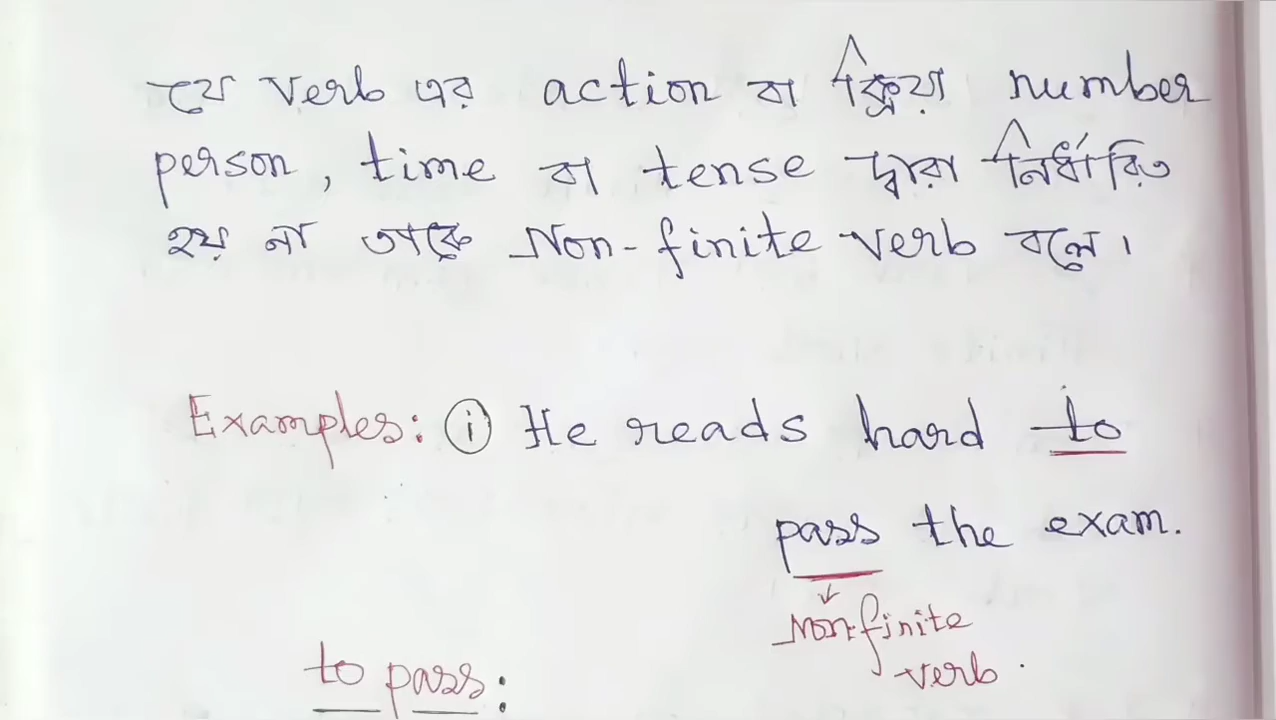 যে verb এর action বা ক্রিয়া number
person, time বা tense দ্বারা নির্ধারিত
হয় না তাকে Non-finite verb বলে।
Examples: (i) He reads hard to
pass the exam.
↓
Non-finite
verb.
to pass: